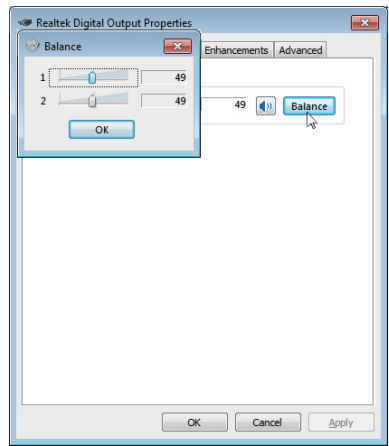 Realtek Digital Output Properties
Balance
Enhancements Advanced
1 49
2 49
OK
49 Balance
OK Cancel Apply